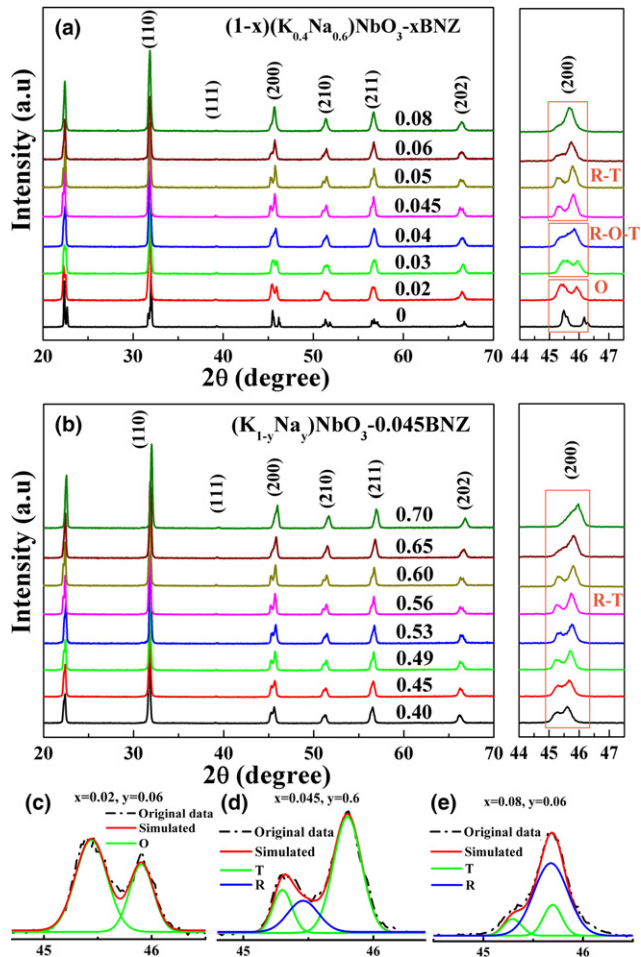 (a)
(1-x)(K0.4Na0.6)NbO3-xBNZ
Intensity (a.u)
(110)
(111)
(200)
(210)
(211)
(202)
0.08
0.06
0.05
0.045
0.04
0.03
0.02
0
20 30 40 50 60 70
2θ (degree)
(200)
R-T
R-O-T
O
44 45 46 47
(b)
(K1-yNay)NbO3-0.045BNZ
Intensity (a.u)
(110)
(111)
(200)
(210)
(211)
(202)
0.70
0.65
0.60
0.56
0.53
0.49
0.45
0.40
20 30 40 50 60 70
2θ (degree)
(200)
R-T
44 45 46 47
(c)
x=0.02, y=0.06
Original data
Simulated
O
45 46
(d)
x=0.045, y=0.6
Original data
Simulated
T
R
45 46
(e)
x=0.08, y=0.06
Original data
Simulated
T
R
45 46